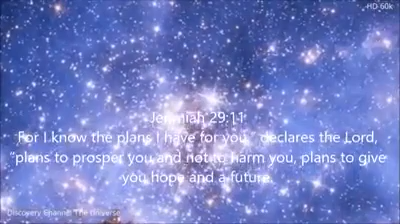 HD 60k
Jeremiah 29:11
For I know the plans I have for you," declares the Lord,
"plans to prosper you and not to harm you, plans to give
you hope and a future.
Discovery Channel The Universe